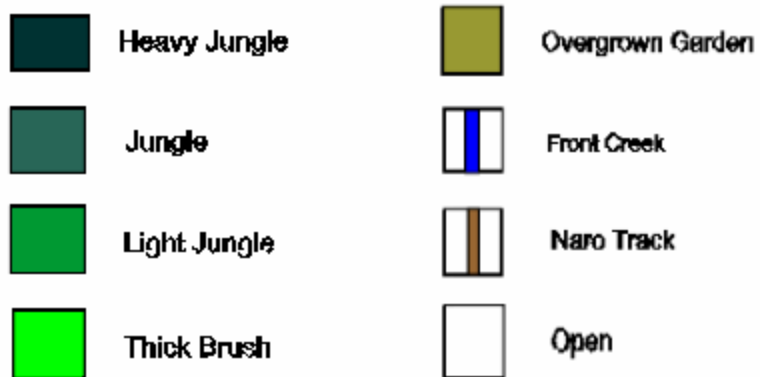 Heavy Jungle
Jungle
Light Jungle
Thick Brush
Overgrown Garden
Front Creek
Naro Track
Open